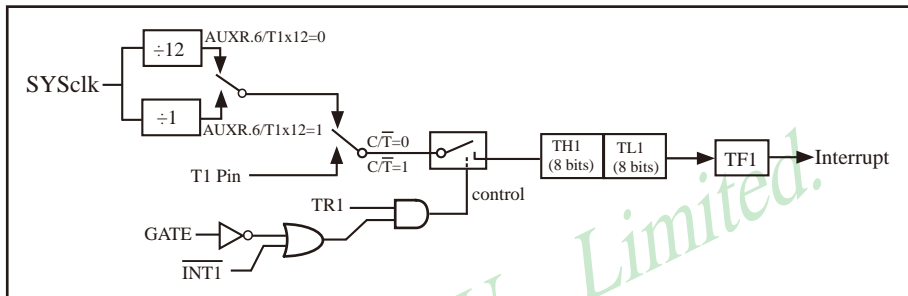 AUXR.6/T1x12=0
÷12
SYSclk
÷1
AUXR.6/T1x12=1
C/T̅=0
C/T̅=1
TH1
(8 bits)
TL1
(8 bits)
TF1
Interrupt
T1 Pin
control
TR1
GATE
I̅N̅T̅1̅
Limited.